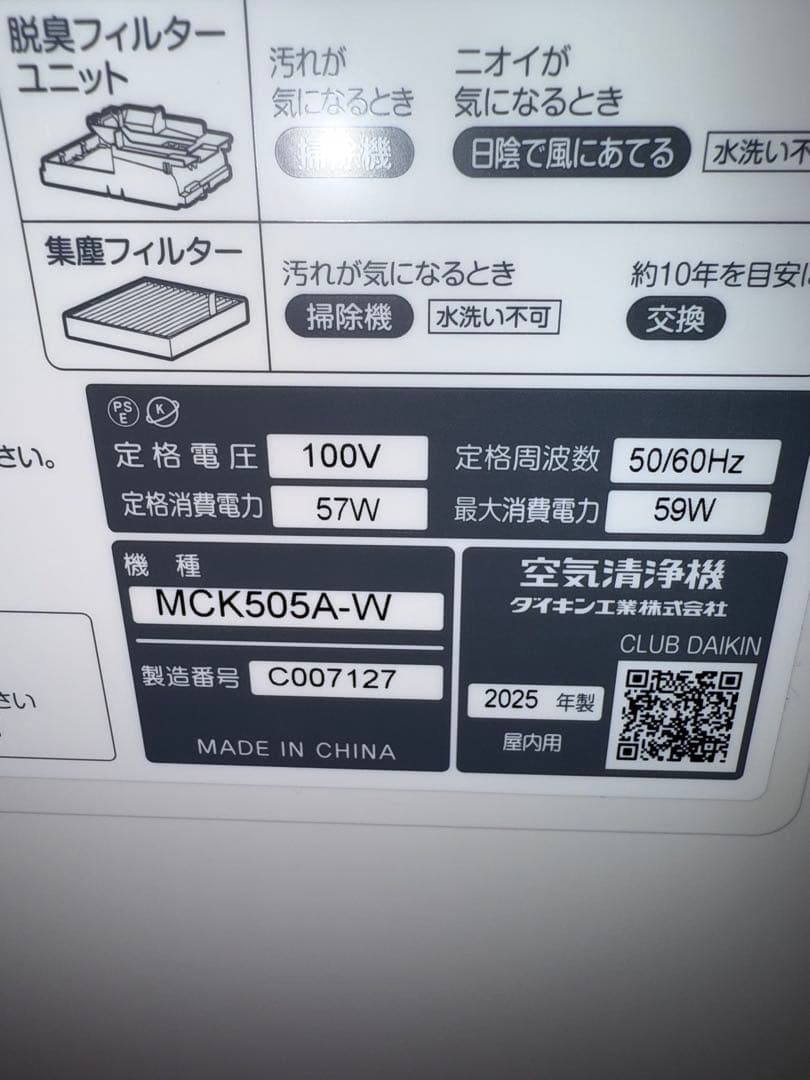 脱臭フィルター
ユニット
汚れが
気になるとき
掃除機
ニオイが
気になるとき
日陰で風にあてる
水洗い不
集塵フィルター
汚れが気になるとき
掃除機
水洗い不可
約10年を目安に
交換
さい。
PS
E
K
定格電圧 100V
定格周波数 50/60Hz
定格消費電力 57W
最大消費電力 59W
機種
MCK505A-W
製造番号 C007127
MADE IN CHINA
空気清浄機
ダイキン工業株式会社
CLUB DAIKIN
2025 年製
屋内用
さい